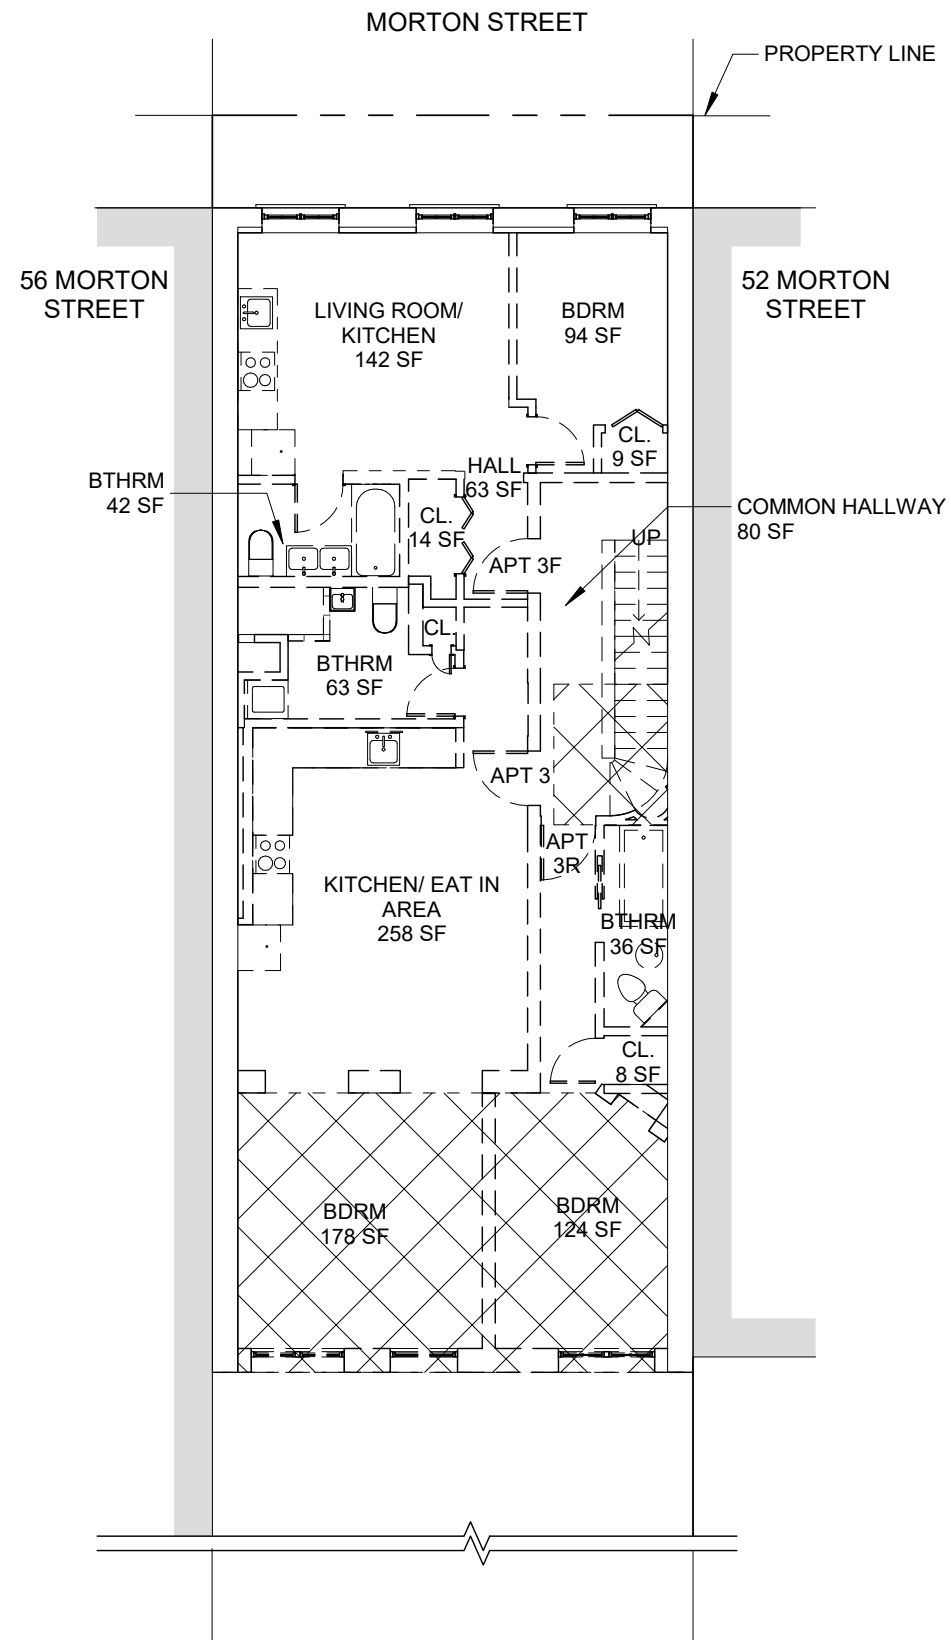 MORTON STREET
PROPERTY LINE
56 MORTON
STREET
52 MORTON
STREET
LIVING ROOM/
KITCHEN
142 SF
BDRM
94 SF
CL.
9 SF
BTHRM
42 SF
HALL
63 SF
CL.
14 SF
COMMON HALLWAY
80 SF
UP
APT 3F
CL.
BTHRM
63 SF
APT 3
APT
3R
KITCHEN/ EAT IN
AREA
258 SF
BTHRM
36 SF
CL.
8 SF
BDRM
178 SF
BDRM
124 SF